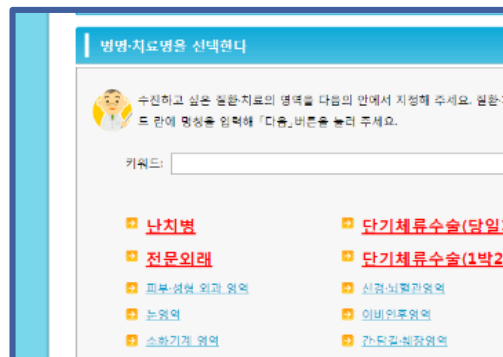 병명·치료명을 선택한다
수진하고 싶은 질환·치료의 영역을 다음의 안에서 지정해 주세요. 질환·
드 란에 명칭을 입력해 「다음」버튼을 눌러 주세요.
키워드:
난치병
단기체류수술(당일
전문외래
단기체류수술(1박2
피부·성형 외과 영역
신경·뇌혈관영역
눈영역
이비인후영역
소화기계 영역
간·담낭·췌장영역